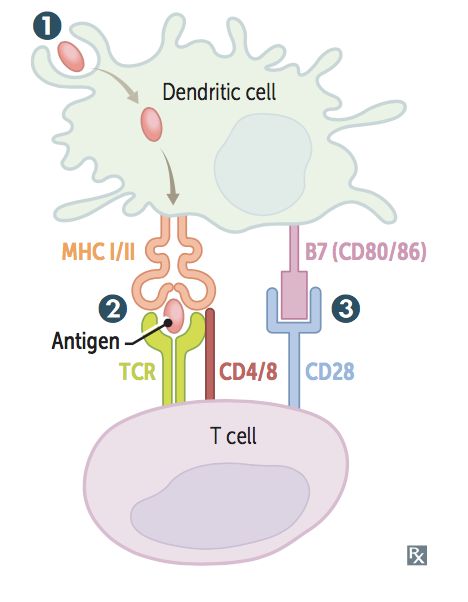 1
Dendritic cell
MHC I/II
B7 (CD80/86)
2
3
Antigen
TCR
CD4/8
CD28
T cell
Rx